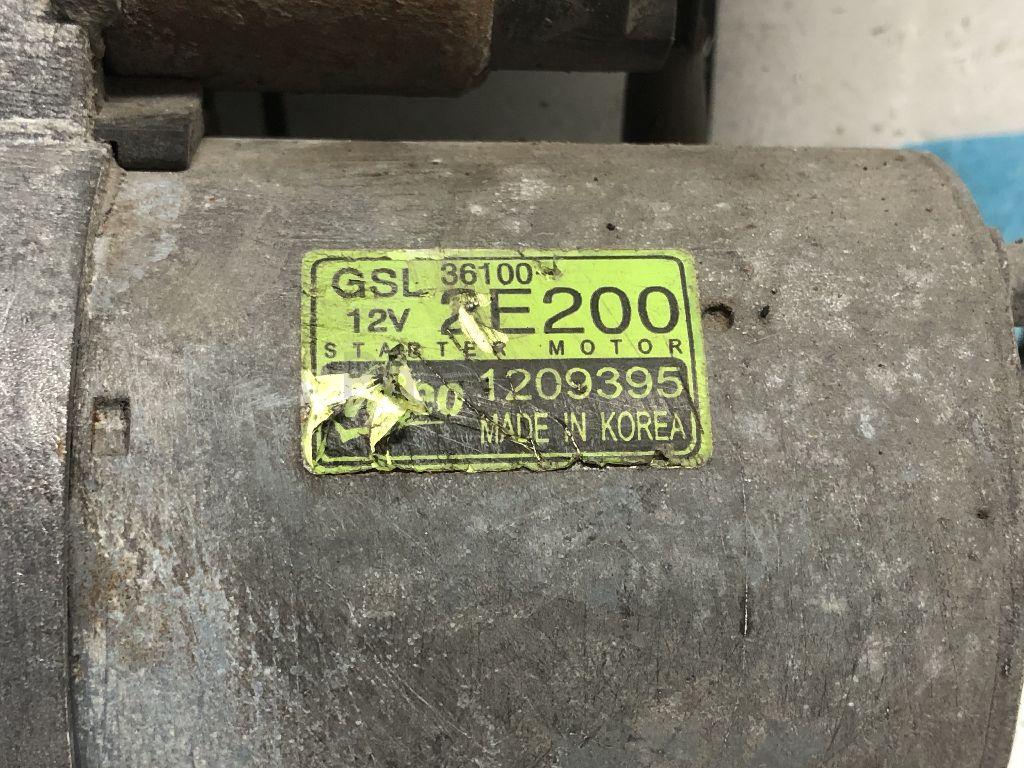 GSL 36100-
12V 2E200
STARTER MOTOR
1209395
MADE IN KOREA